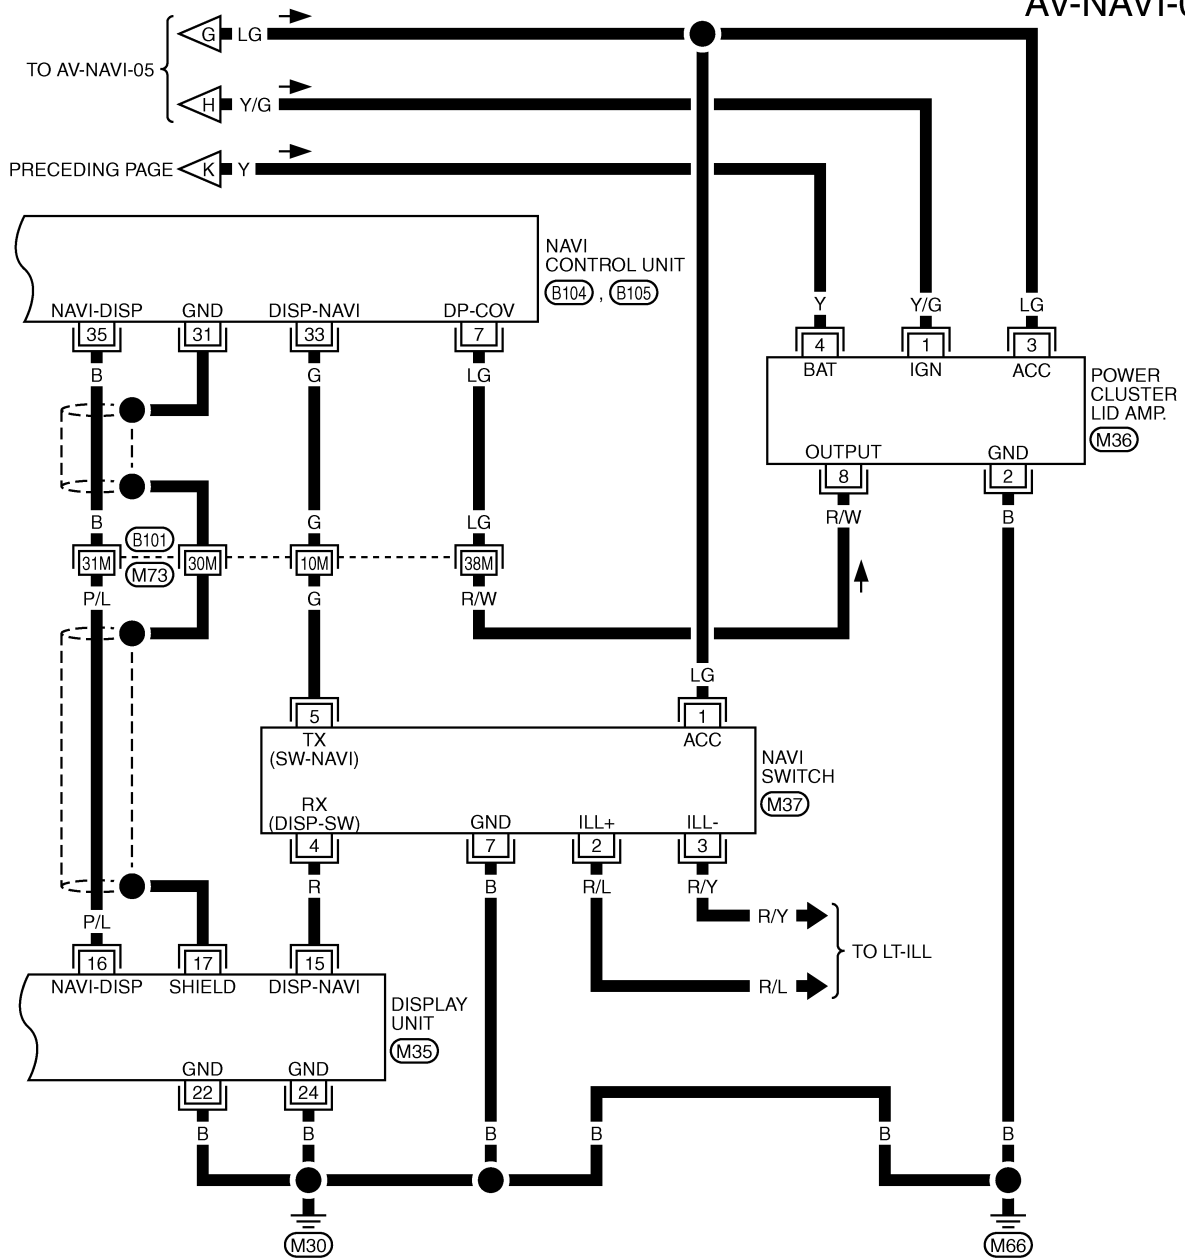 AV-NAVI-0
G LG
TO AV-NAVI-05
H Y/G
PRECEDING PAGE K Y
NAVI
CONTROL UNIT
B104 , B105
NAVI-DISP GND DISP-NAVI DP-COV
35 31 33 7
B G LG
Y Y/G LG
4 1 3
BAT IGN ACC
POWER
CLUSTER
LID AMP.
M36
OUTPUT GND
8 2
R/W B
B G LG
B101
31M 30M 10M 38M
M73
P/L G R/W
LG
5 1
TX ACC
(SW-NAVI)
NAVI
SWITCH
M37
RX
(DISP-SW) GND ILL+ ILL-
4 7 2 3
R B R/L R/Y
R/Y
TO LT-ILL
R/L
P/L
16 17 15
NAVI-DISP SHIELD DISP-NAVI
DISPLAY
UNIT
M35
GND GND
22 24
B B B B B B
M30 M66